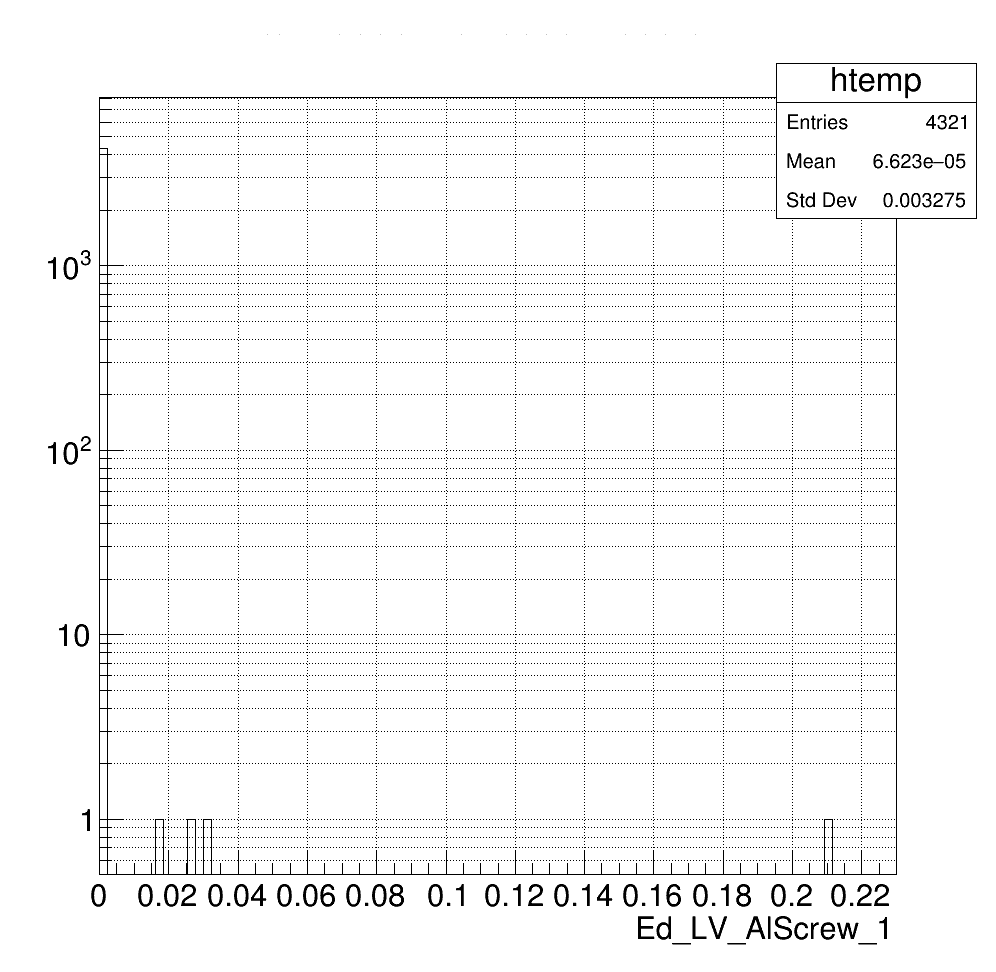 htemp
Entries 4321
Mean 6.623e–05
Std Dev 0.003275
10³
10²
10
1
0 0.02 0.04 0.06 0.08 0.1 0.12 0.14 0.16 0.18 0.2 0.22
Ed_LV_AlScrew_1